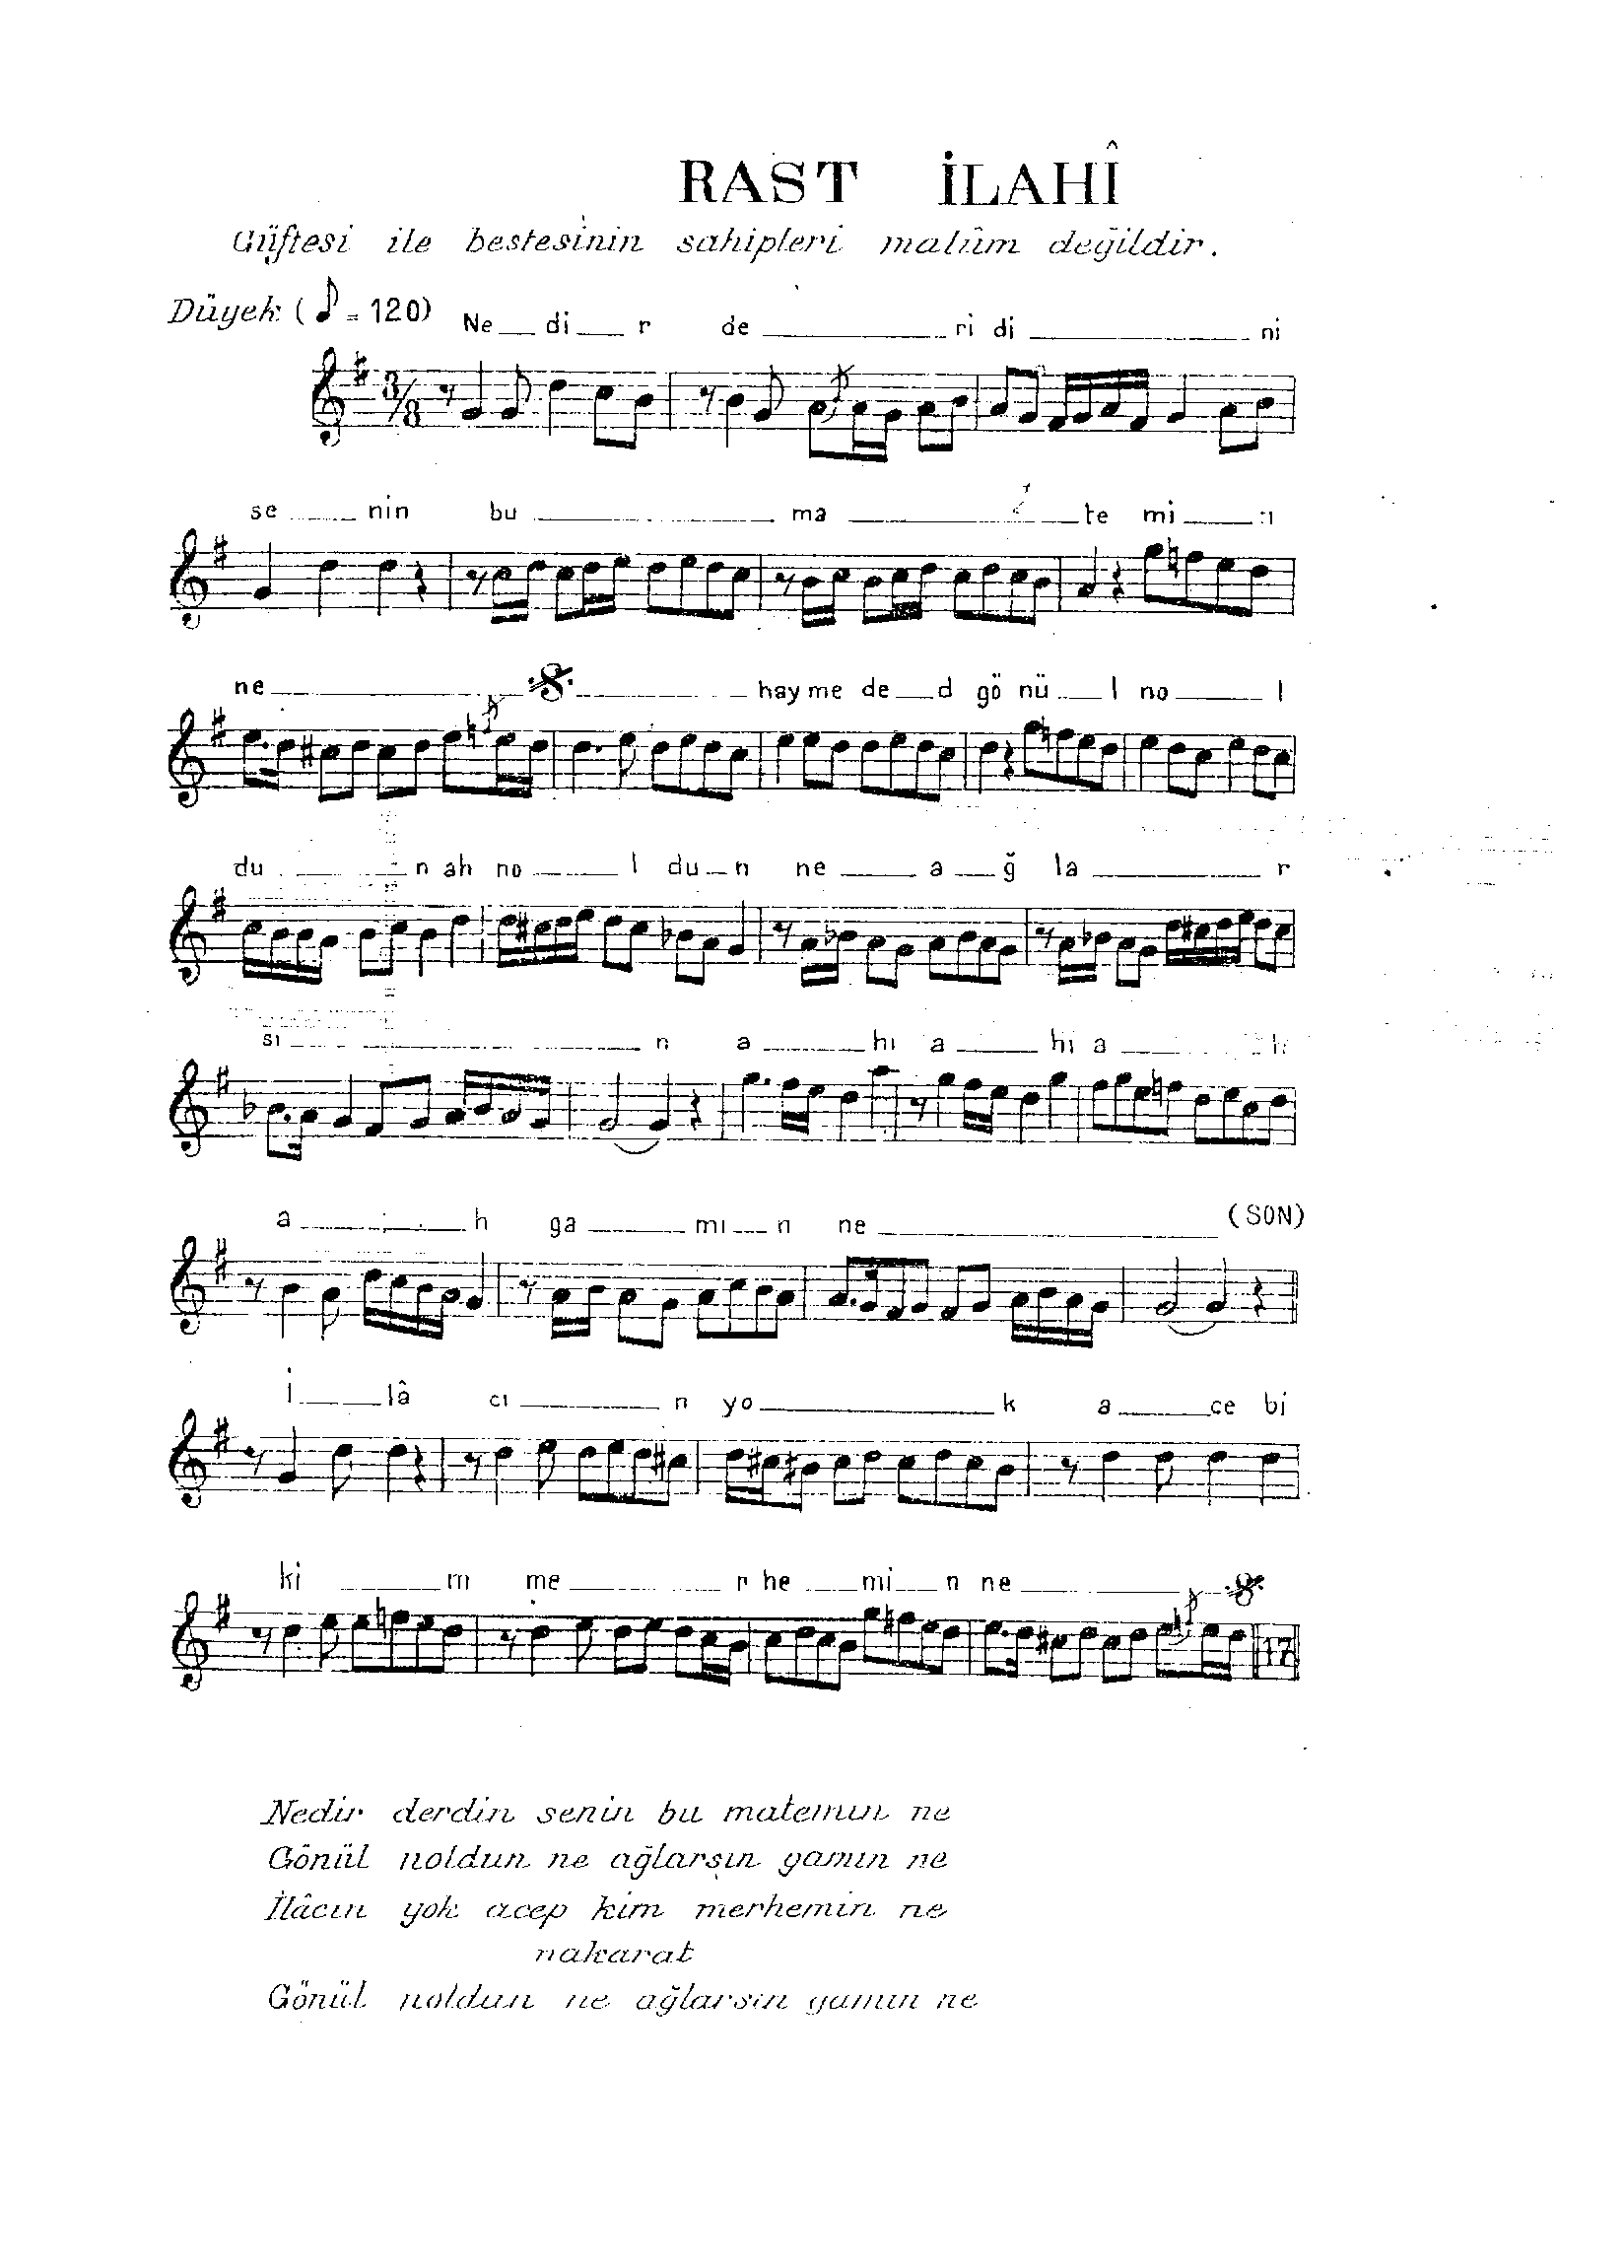 RAST İLAHÎ
Güftesi ile bestesinin sahipleri malûm değildir.
Düyek (♪ = 120)
Ne di r de ri di ni
3/8
se nin bu ma te mi
ne hay me de d gö nü l no l
du n ah no l du n ne a ğ la r
si n a hı a hı a h
a h ga mı n ne (SON)
İ lâ cı n yo k a ce bi
ki m me r he mi n ne
17
Nedir derdin senin bu matemin ne
Gönül noldun ne ağlarsın gamın ne
İlâcın yok acep kim merhemin ne
nakarat
Gönül noldun ne ağlarsın gamın ne